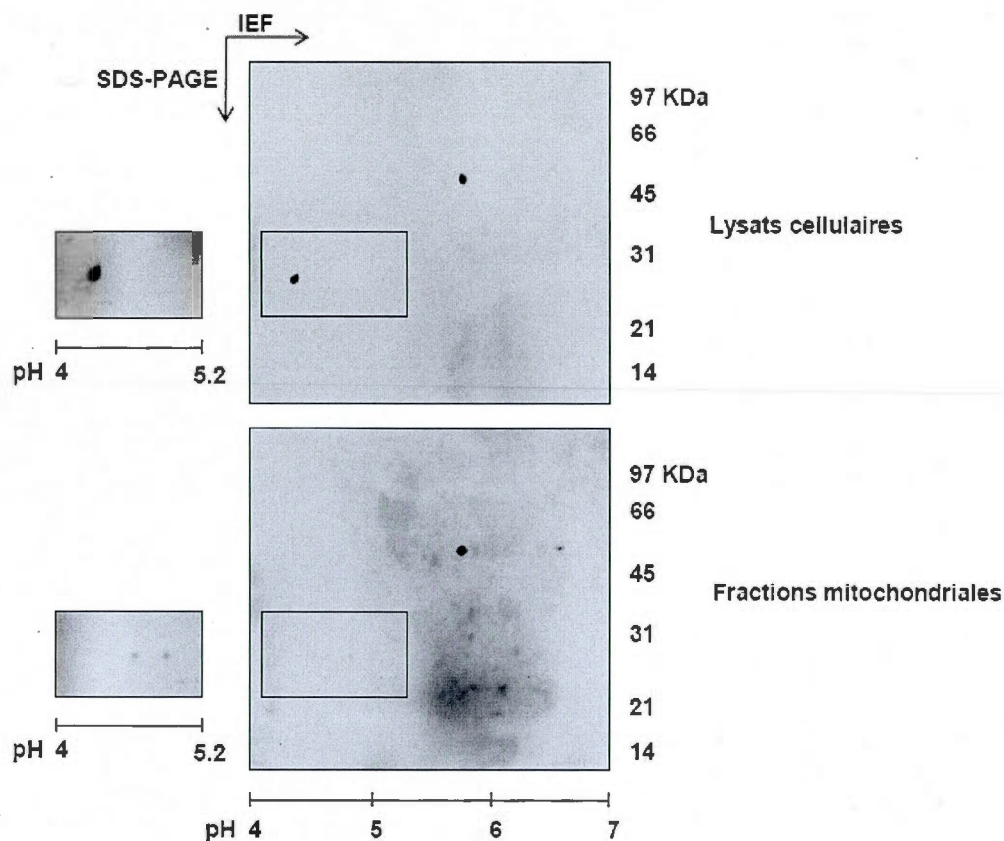 IEF
SDS-PAGE
97 KDa
66
45
31
21
14
Lysats cellulaires
pH 4 5.2
97 KDa
66
45
31
21
14
Fractions mitochondriales
pH 4 5.2
pH 4 5 6 7